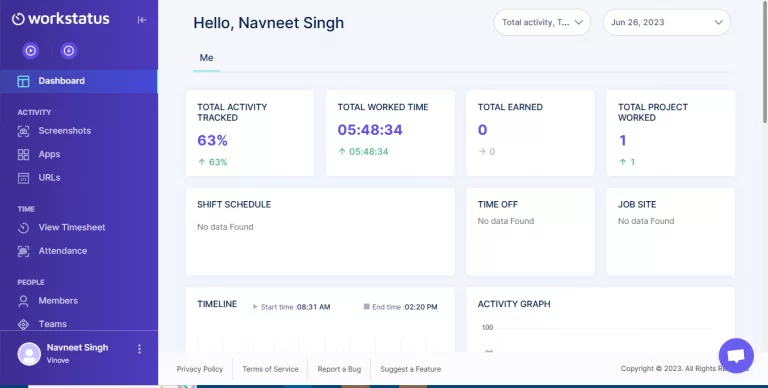 workstatus
Dashboard
ACTIVITY
Screenshots
Apps
URLs
TIME
View Timesheet
Attendance
PEOPLE
Members
Teams
Navneet Singh
Vinove
Hello, Navneet Singh
Total activity, T...
Jun 26, 2023
Me
TOTAL ACTIVITY
TRACKED
63%
63%
TOTAL WORKED TIME
05:48:34
05:48:34
TOTAL EARNED
0
0
TOTAL PROJECT
WORKED
1
1
SHIFT SCHEDULE
No data Found
TIME OFF
No data Found
JOB SITE
No data Found
TIMELINE
Start time :08:31 AM
End time :02:20 PM
ACTIVITY GRAPH
100
Privacy Policy
Terms of Service
Report a Bug
Suggest a Feature
Copyright © 2023. All Rights